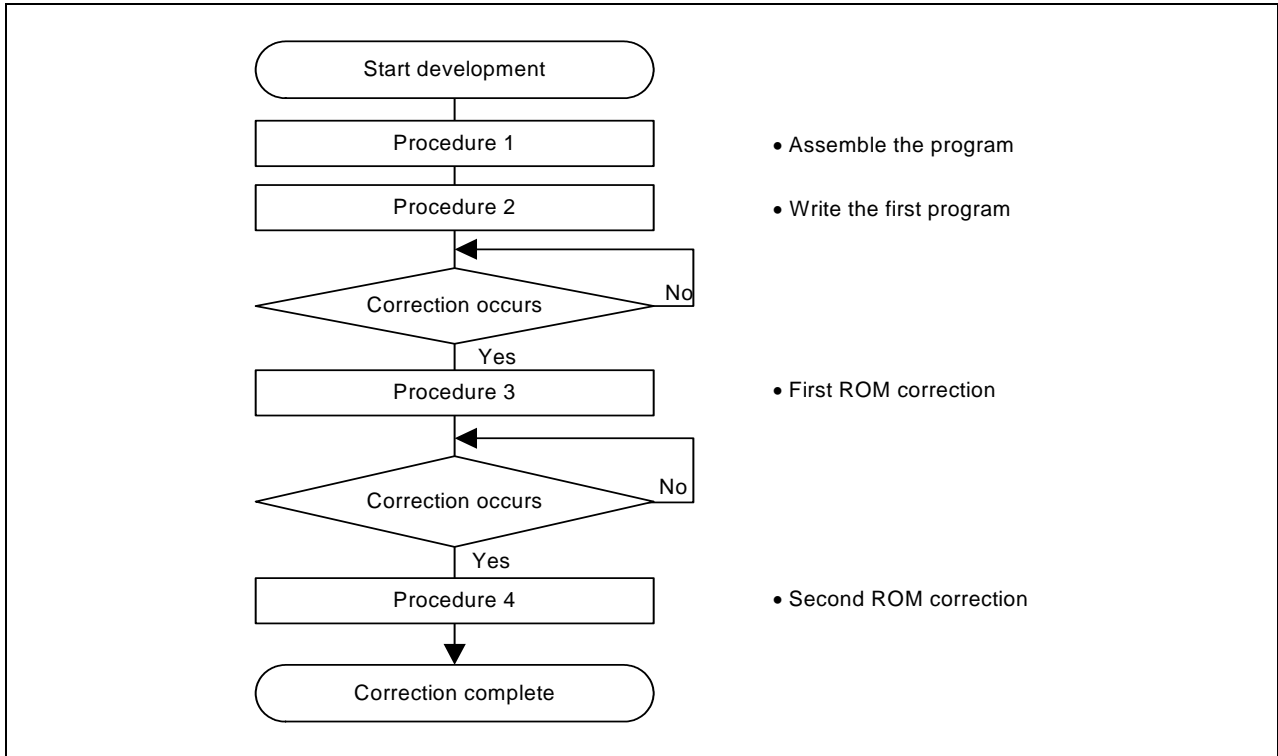 Start development
Procedure 1
• Assemble the program
Procedure 2
• Write the first program
Correction occurs
No
Yes
Procedure 3
• First ROM correction
Correction occurs
No
Yes
Procedure 4
• Second ROM correction
Correction complete